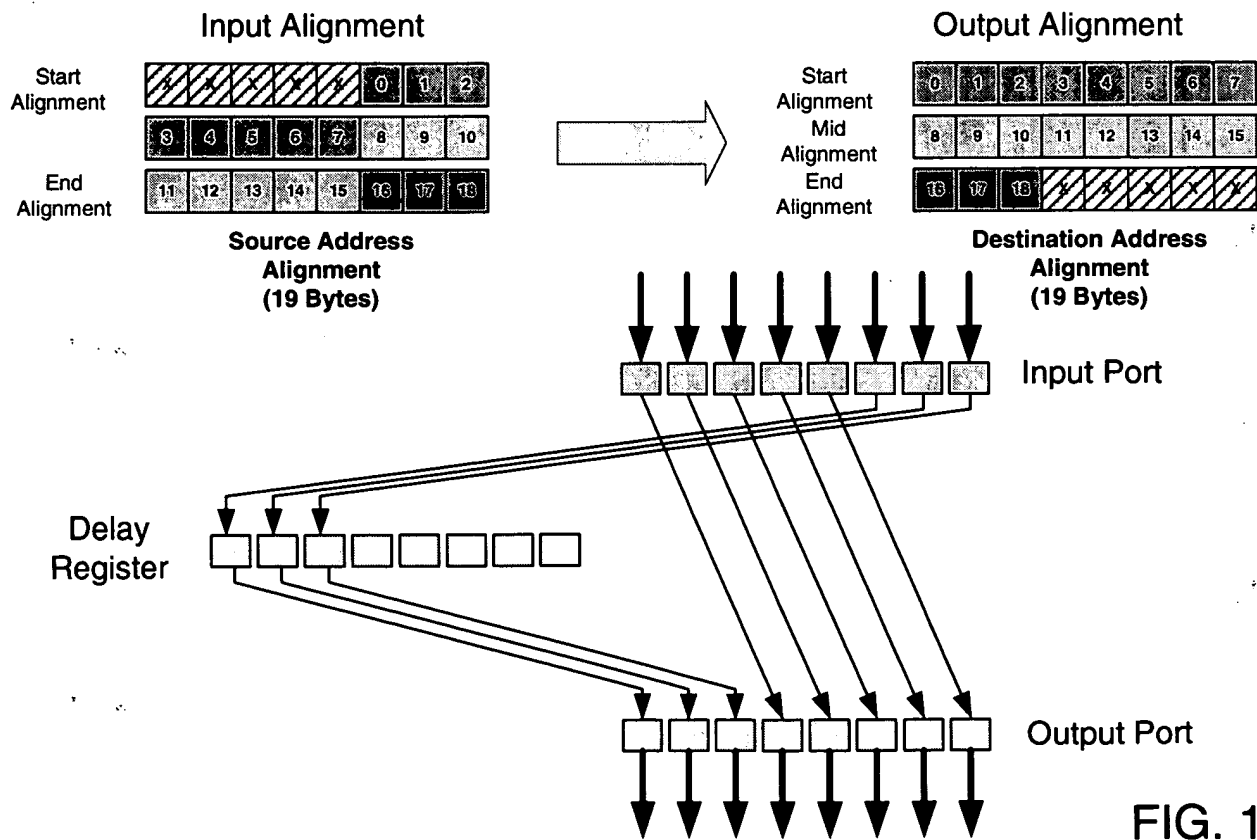 Input Alignment
Output Alignment
Start
Alignment
X X X X X 0 1 2
3 4 5 6 7 8 9 10
End
Alignment
11 12 13 14 15 16 17 18
Source Address
Alignment
(19 Bytes)
Start
Alignment
0 1 2 3 4 5 6 7
Mid
Alignment
8 9 10 11 12 13 14 15
End
Alignment
16 17 18 X X X X X
Destination Address
Alignment
(19 Bytes)
Input Port
Delay
Register
Output Port
FIG. 1